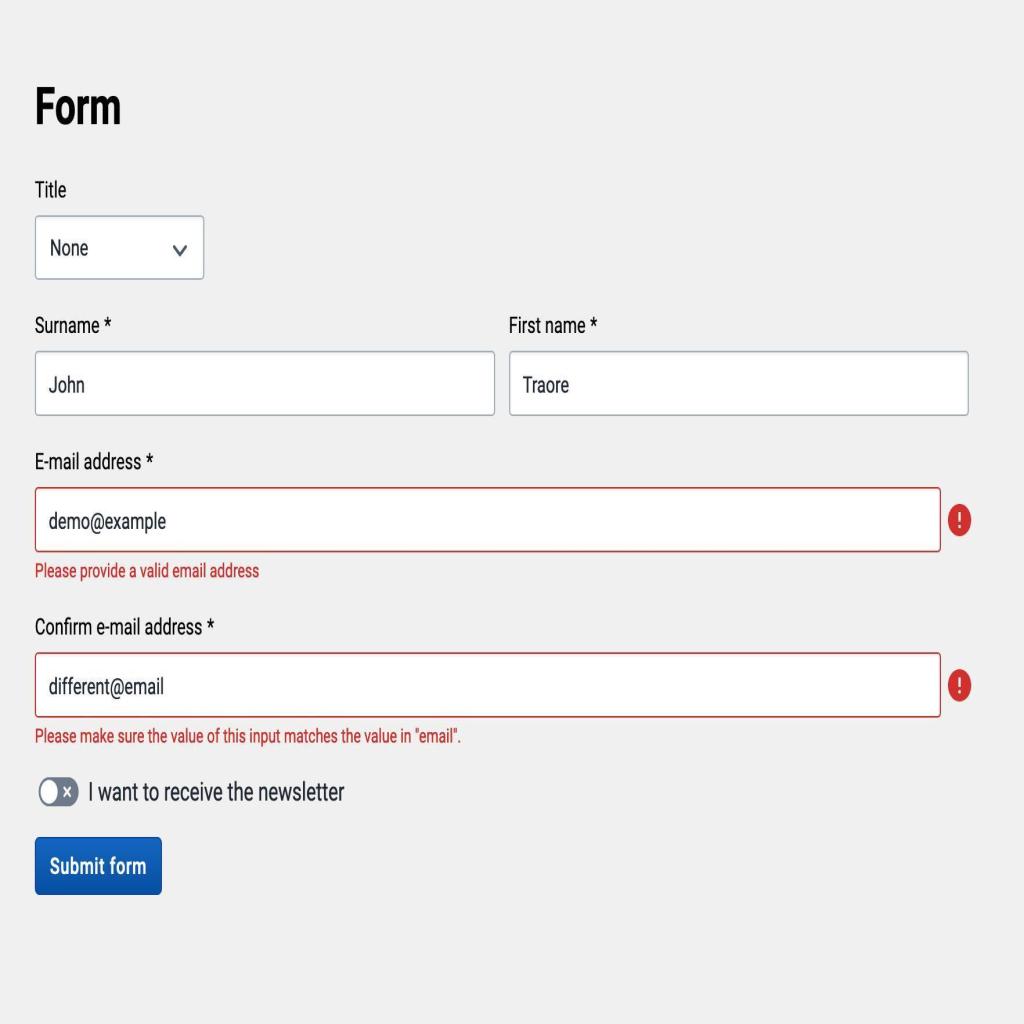 Form
Title
None
Surname * First name *
John Traore
E-mail address *
demo@example
!
Please provide a valid email address
Confirm e-mail address *
different@email
!
Please make sure the value of this input matches the value in "email".
I want to receive the newsletter
Submit form